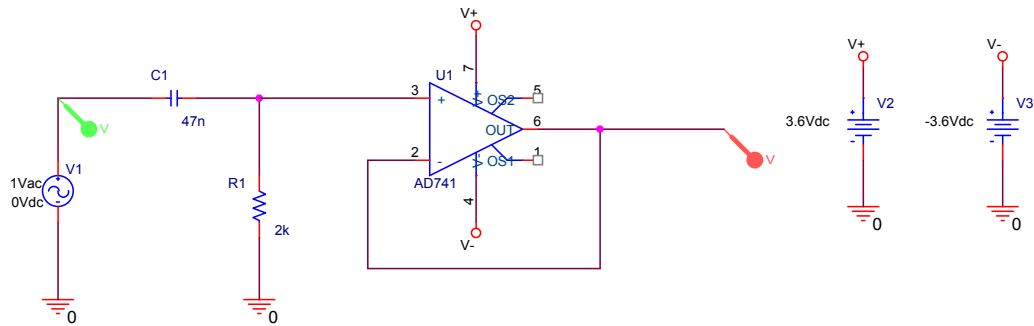 V+
V+
V-
C1
U1
7
3
+
V+
OS2
5
V2
V3
47n
6
OUT
3.6Vdc
-3.6Vdc
V
2
-
V-
OS1
1
V
V1
1Vac
0Vdc
R1
AD741
4
2k
V-
0
0
0
0